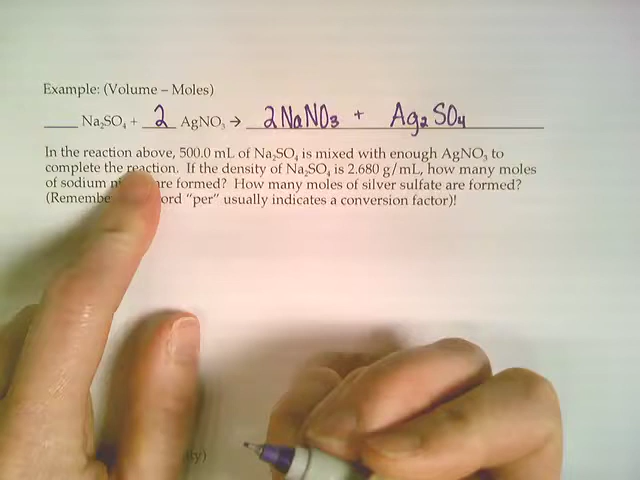 Example: (Volume – Moles)
____ Na₂SO₄ + 2 AgNO₃ → 2NaNO₃ + Ag₂SO₄
In the reaction above, 500.0 mL of Na₂SO₄ is mixed with enough AgNO₃ to
complete the reaction. If the density of Na₂SO₄ is 2.680 g/mL, how many moles
of sodium are formed? How many moles of silver sulfate are formed?
"per" usually indicates a conversion factor)!